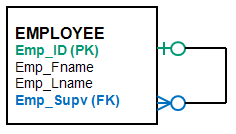 EMPLOYEE
Emp_ID (PK)
Emp_Fname
Emp_Lname
Emp_Supv (FK)